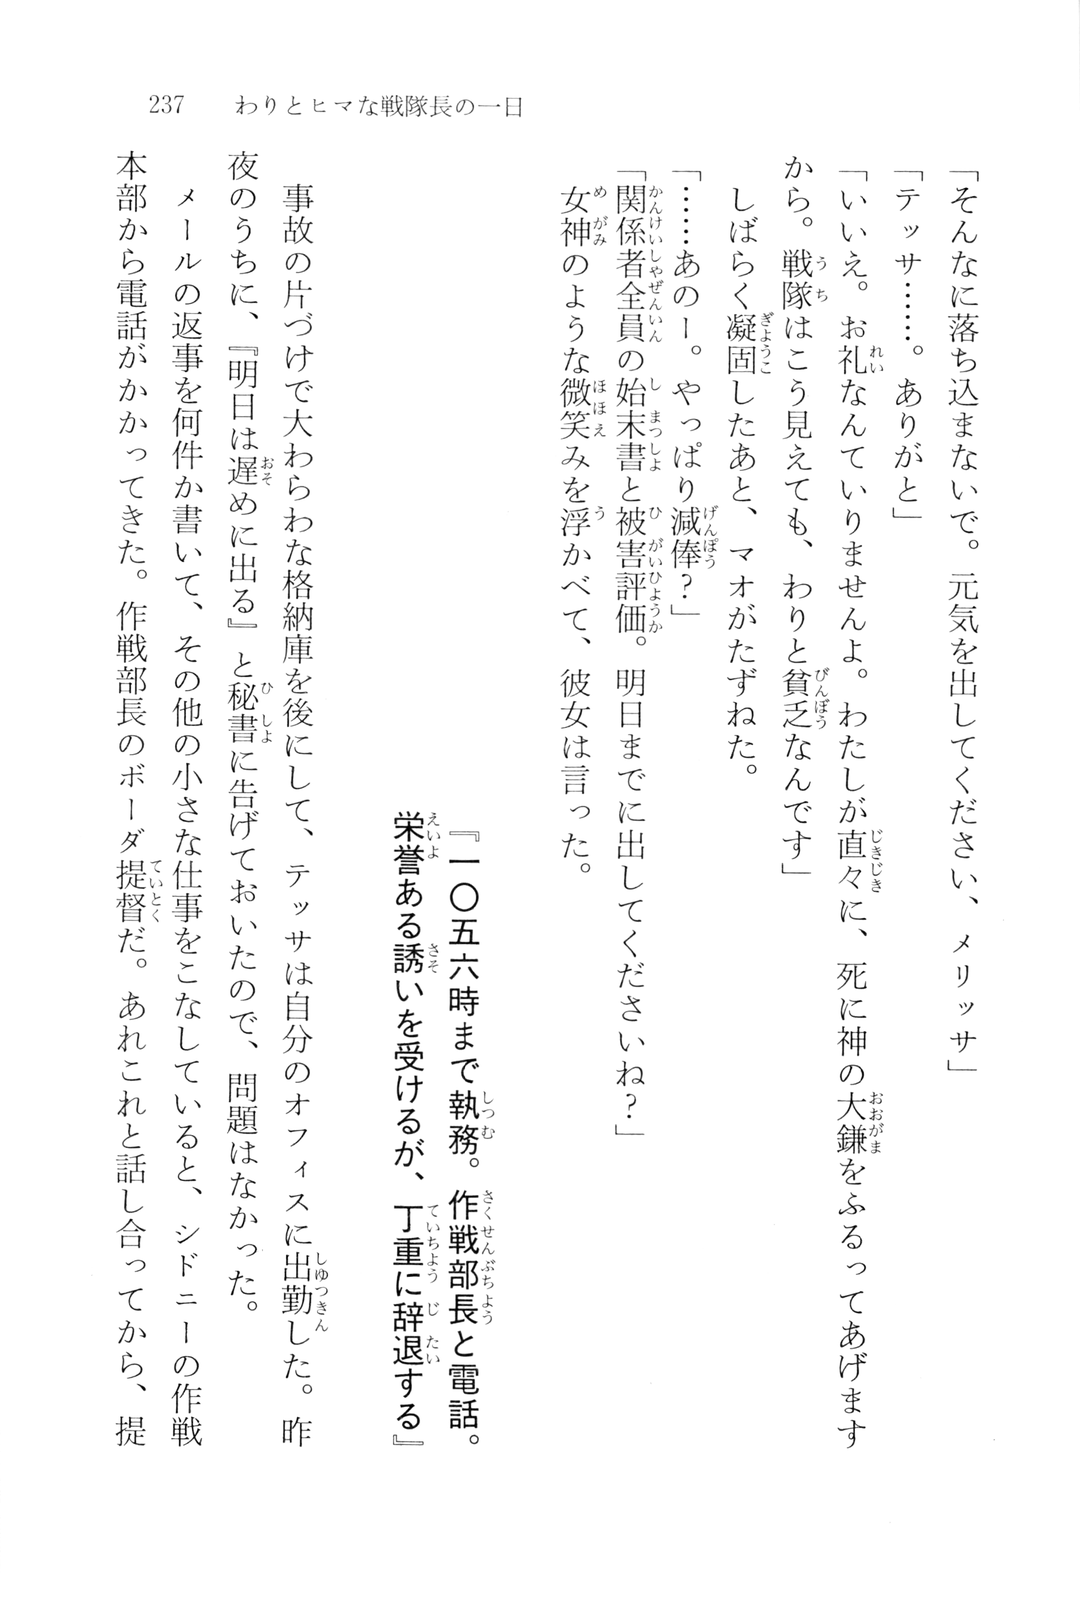 237　わりとヒマな戦隊長の一日
「そんなに落ち込まないで。元気を出してください、メリッサ」
「テッサ……。ありがと」
「いいえ。お礼なんていりませんよ。わたしが直々に、死に神の大鎌をふるってあげます
から。戦隊はこう見えても、わりと貧乏なんです」
　しばらく凝固したあと、マオがたずねた。
「……あのー。やっぱり減俸？」
「関係者全員の始末書と被害評価。明日までに出してくださいね？」
　女神のような微笑みを浮かべて、彼女は言った。
『一〇五六時まで執務。作戦部長と電話。
栄誉ある誘いを受けるが、丁重に辞退する』
　事故の片づけで大わらわな格納庫を後にして、テッサは自分のオフィスに出勤した。昨
夜のうちに、『明日は遅めに出る』と秘書に告げておいたので、問題はなかった。
　メールの返事を何件か書いて、その他の小さな仕事をこなしていると、シドニーの作戦
本部から電話がかかってきた。作戦部長のボーダ提督だ。あれこれと話し合ってから、提